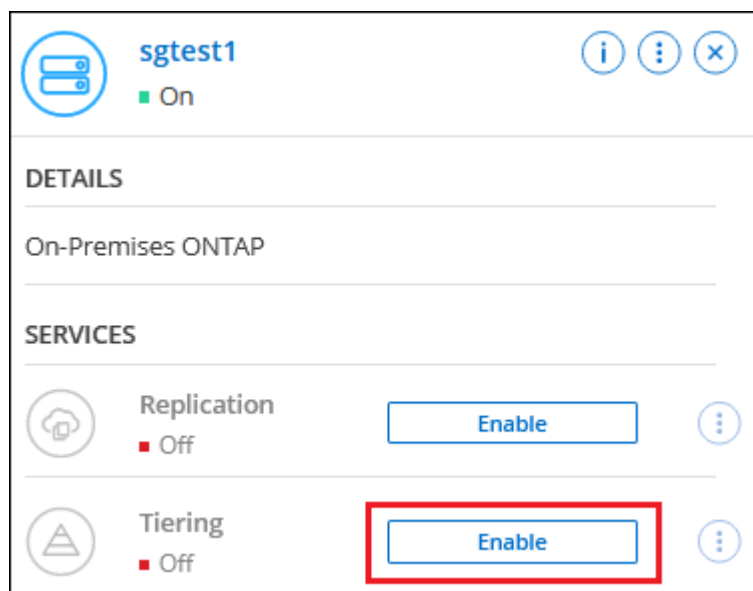 sgtest1
On
DETAILS
On-Premises ONTAP
SERVICES
Replication
Off
Enable
Tiering
Off
Enable